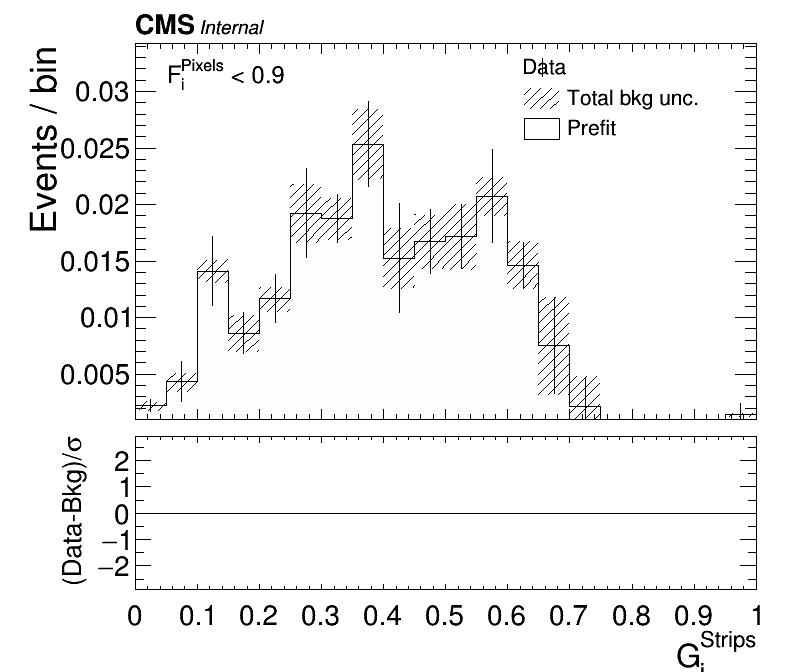 CMS Internal
F_i^Pixels < 0.9
Data
Total bkg unc.
Prefit
Events / bin
0.03
0.025
0.02
0.015
0.01
0.005
(Data-Bkg)/σ
2
1
0
−1
−2
0 0.1 0.2 0.3 0.4 0.5 0.6 0.7 0.8 0.9 1
G_i^Strips